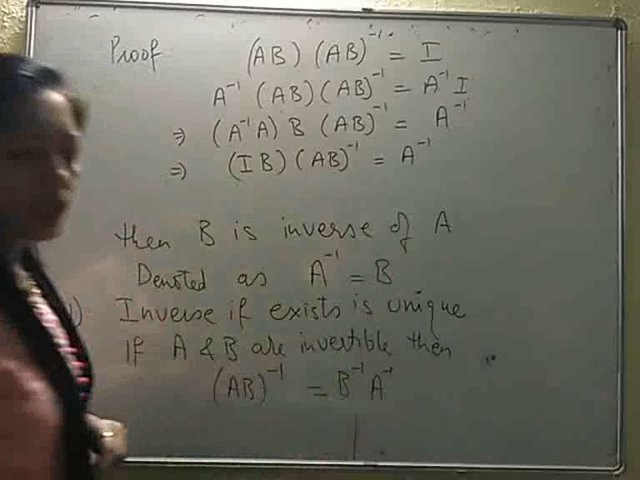 Proof (AB) (AB)⁻¹ = I
A⁻¹ (AB) (AB)⁻¹ = A⁻¹ I
⇒ (A⁻¹A) B (AB)⁻¹ = A⁻¹
⇒ (IB) (AB)⁻¹ = A⁻¹
then B is inverse of A
Denoted as A⁻¹ = B
) Inverse if exists is unique
If A & B are invertible then
(AB)⁻¹ = B⁻¹ A⁻¹